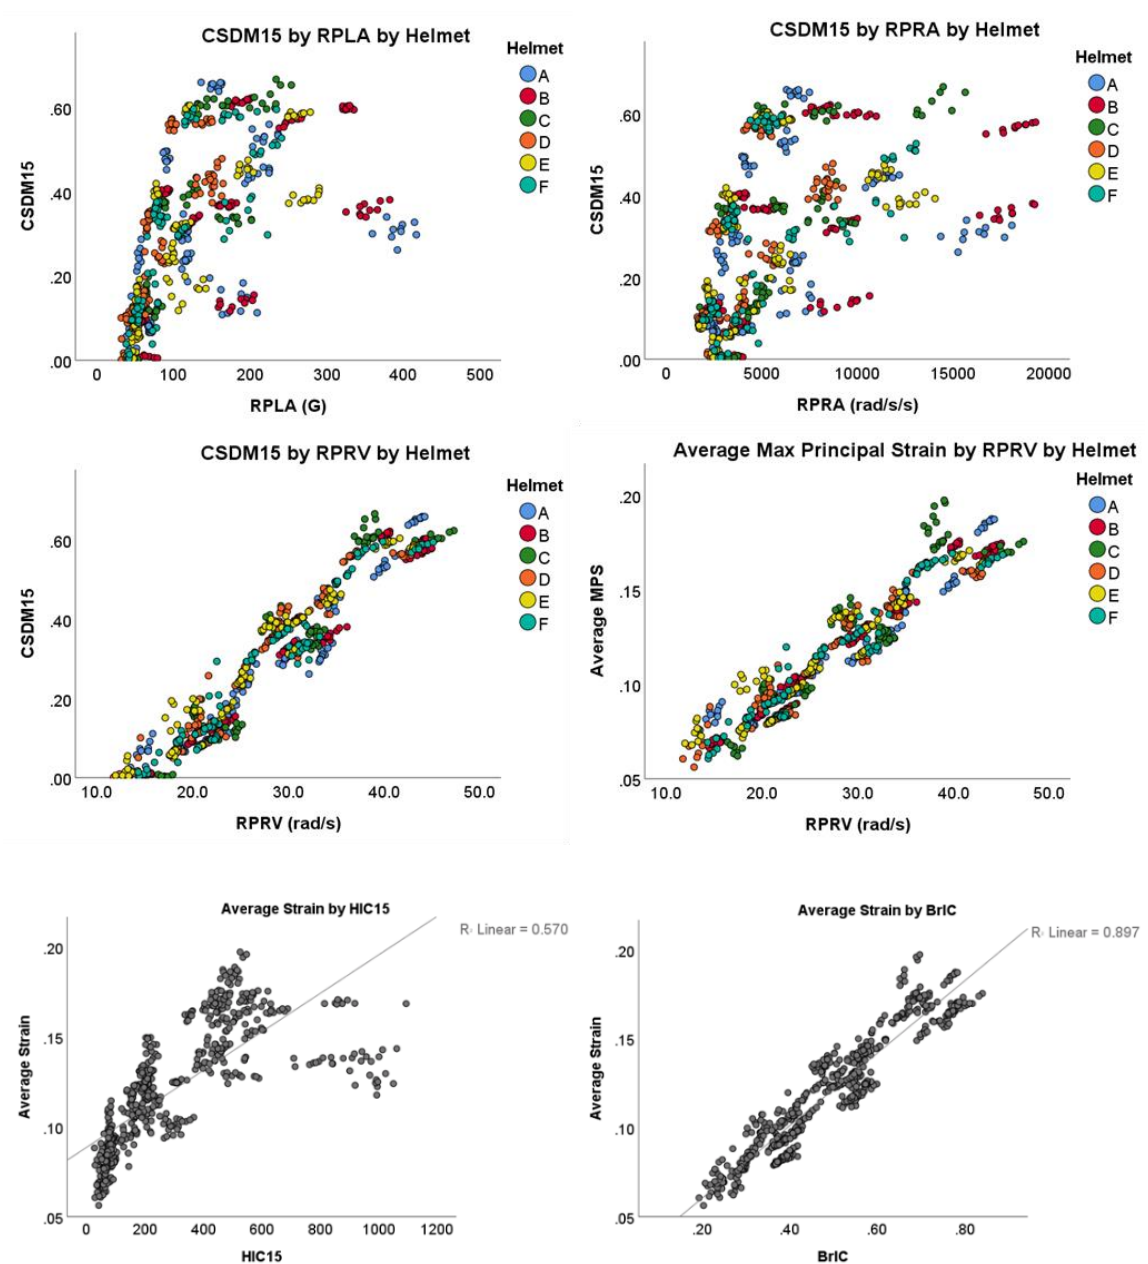 CSDM15 by RPLA by Helmet
Helmet
A
B
C
D
E
F
CSDM15
.60
.40
.20
.00
0 100 200 300 400 500
RPLA (G)
CSDM15 by RPRA by Helmet
Helmet
A
B
C
D
E
F
CSDM15
.60
.40
.20
.00
0 5000 10000 15000 20000
RPRA (rad/s/s)
CSDM15 by RPRV by Helmet
Helmet
A
B
C
D
E
F
CSDM15
.60
.40
.20
.00
10.0 20.0 30.0 40.0 50.0
RPRV (rad/s)
Average Max Principal Strain by RPRV by Helmet
Helmet
A
B
C
D
E
F
Average MPS
.20
.15
.10
.05
10.0 20.0 30.0 40.0 50.0
RPRV (rad/s)
Average Strain by HIC15
R² Linear = 0.570
Average Strain
.20
.15
.10
.05
0 200 400 600 800 1000 1200
HIC15
Average Strain by BrIC
R² Linear = 0.897
Average Strain
.20
.15
.10
.05
.20 .40 .60 .80
BrIC